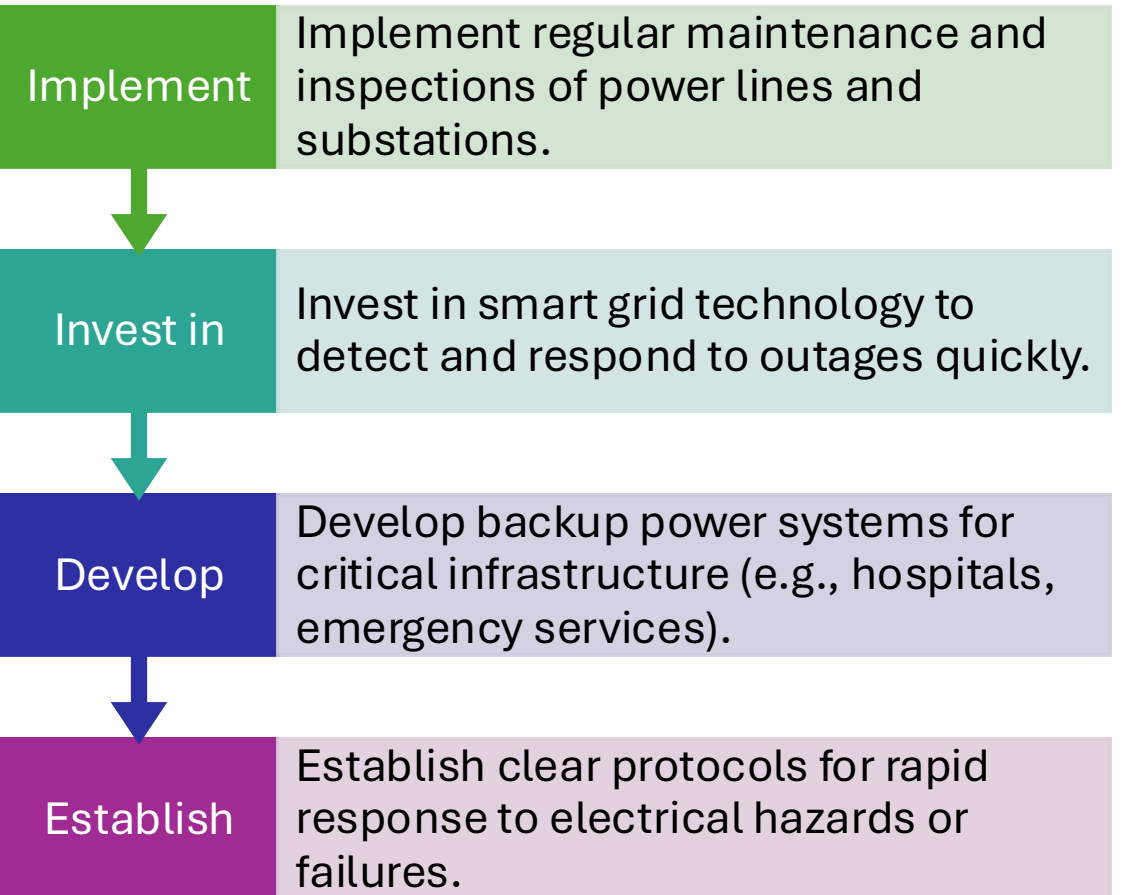 Implement
Implement regular maintenance and
inspections of power lines and
substations.
Invest in
Invest in smart grid technology to
detect and respond to outages quickly.
Develop
Develop backup power systems for
critical infrastructure (e.g., hospitals,
emergency services).
Establish
Establish clear protocols for rapid
response to electrical hazards or
failures.